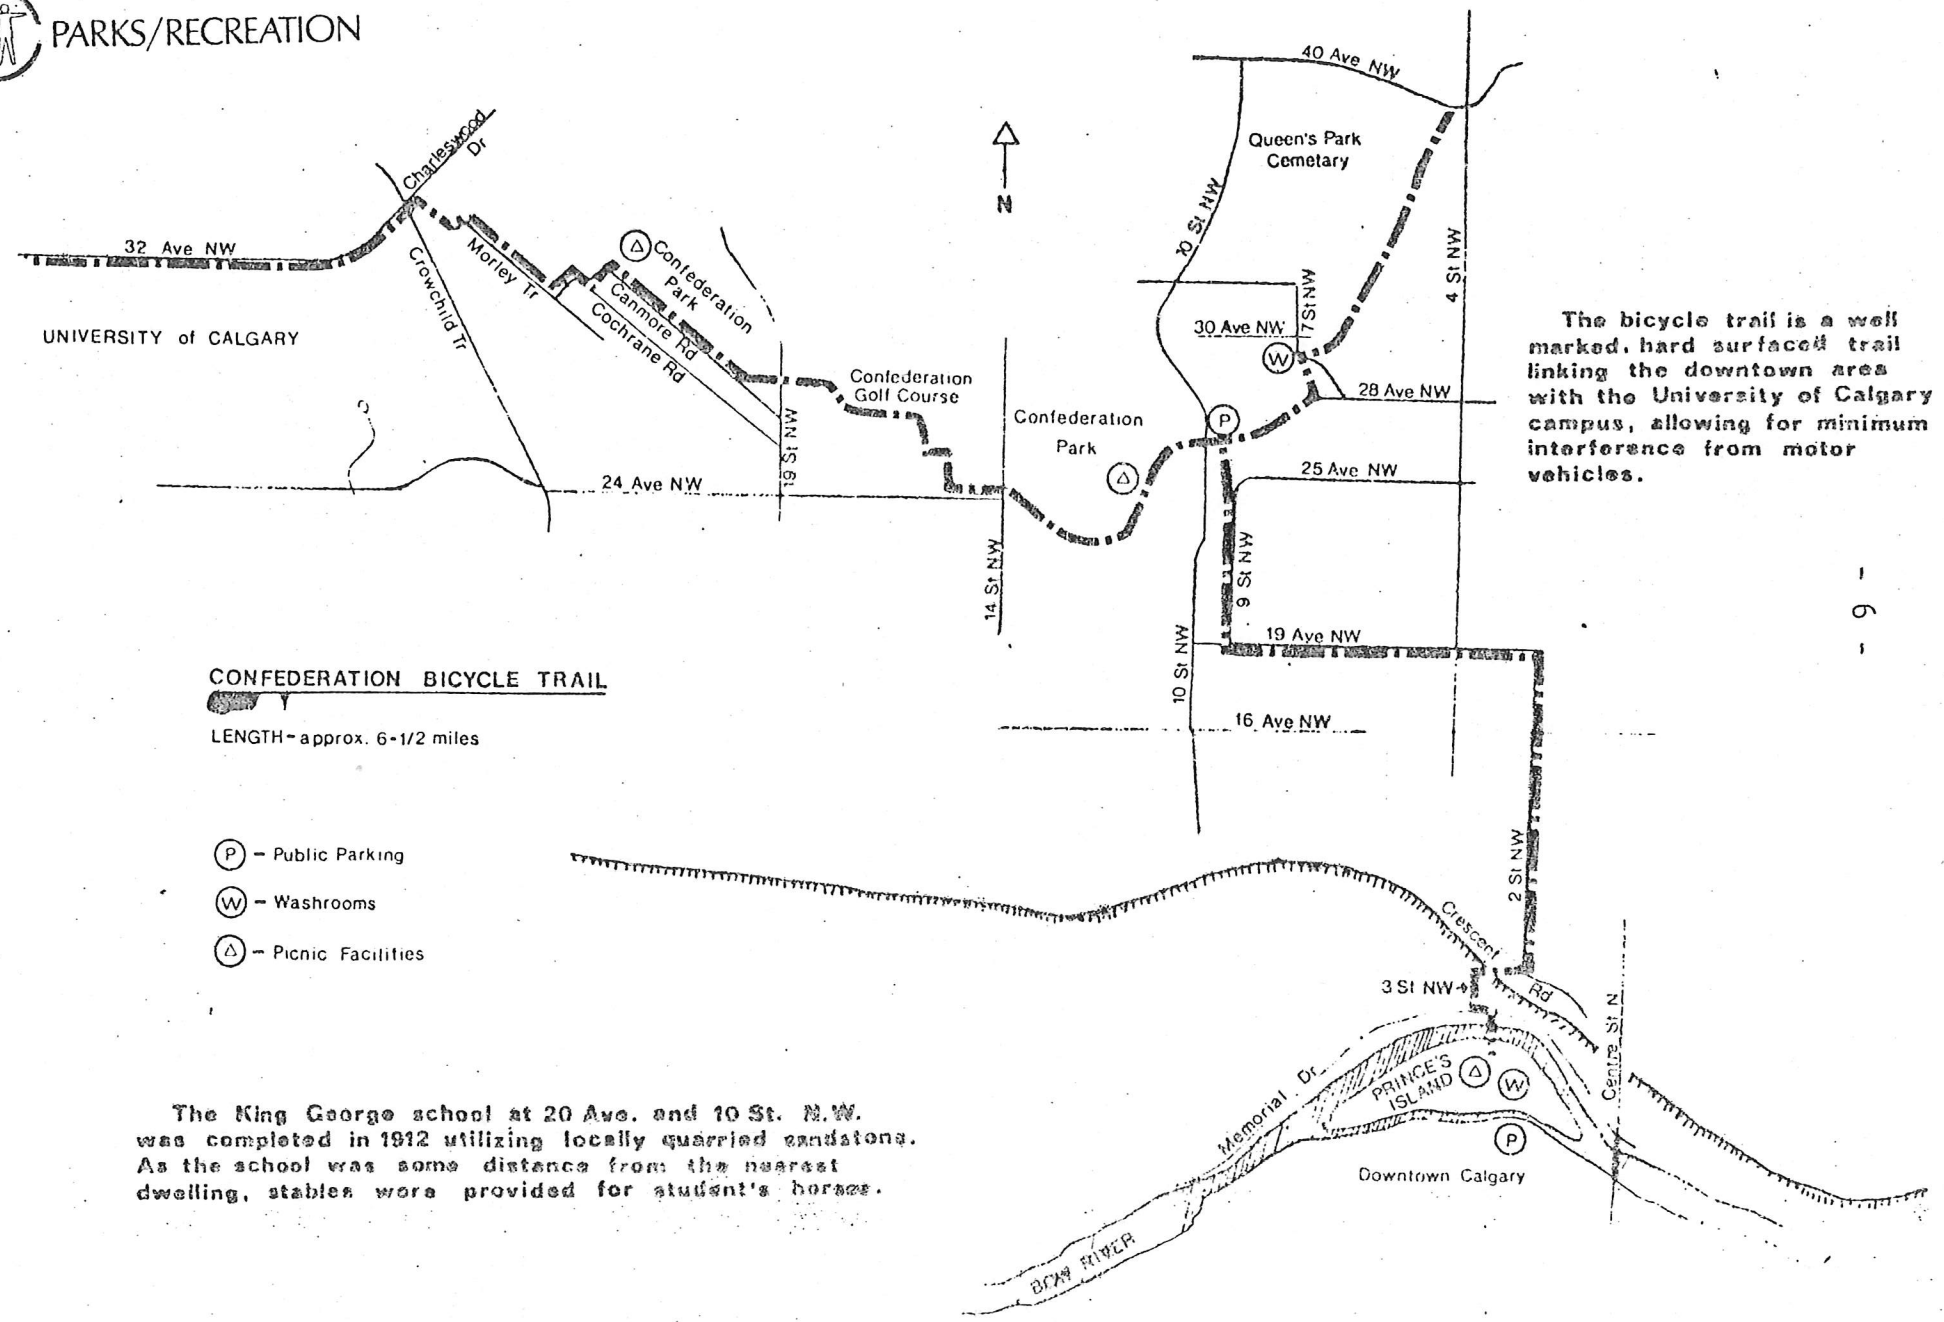 PARKS/RECREATION
40 Ave NW
Queen's Park
Cemetary
Charleswood
Dr
N
10 St NW
4 St NW
32 Ave NW
Crowchild Tr
Morley Tr
△
Confederation
Park
Canmore Rd
Cochrane Rd
UNIVERSITY of CALGARY
30 Ave NW
7 St NW
W
28 Ave NW
The bicycle trail is a well
marked, hard surfaced trail
linking the downtown area
with the University of Calgary
campus, allowing for minimum
interference from motor
vehicles.
Confederation
Golf Course
Confederation
Park
△
P
19 St NW
24 Ave NW
25 Ave NW
14 St NW
9 St NW
- 6 -
10 St NW
19 Ave NW
16 Ave NW
CONFEDERATION BICYCLE TRAIL
LENGTH-approx. 6-1/2 miles
P - Public Parking
W - Washrooms
△ - Picnic Facilities
2 St NW
Crescent
Rd
3 St NW
Centre St N
Memorial Dr
PRINCE'S
ISLAND
△
W
P
Downtown Calgary
BOW RIVER
The King George school at 20 Ave. and 10 St. N.W.
was completed in 1912 utilizing locally quarried sandstone.
As the school was some distance from the nearest
dwelling, stables were provided for student's horses.